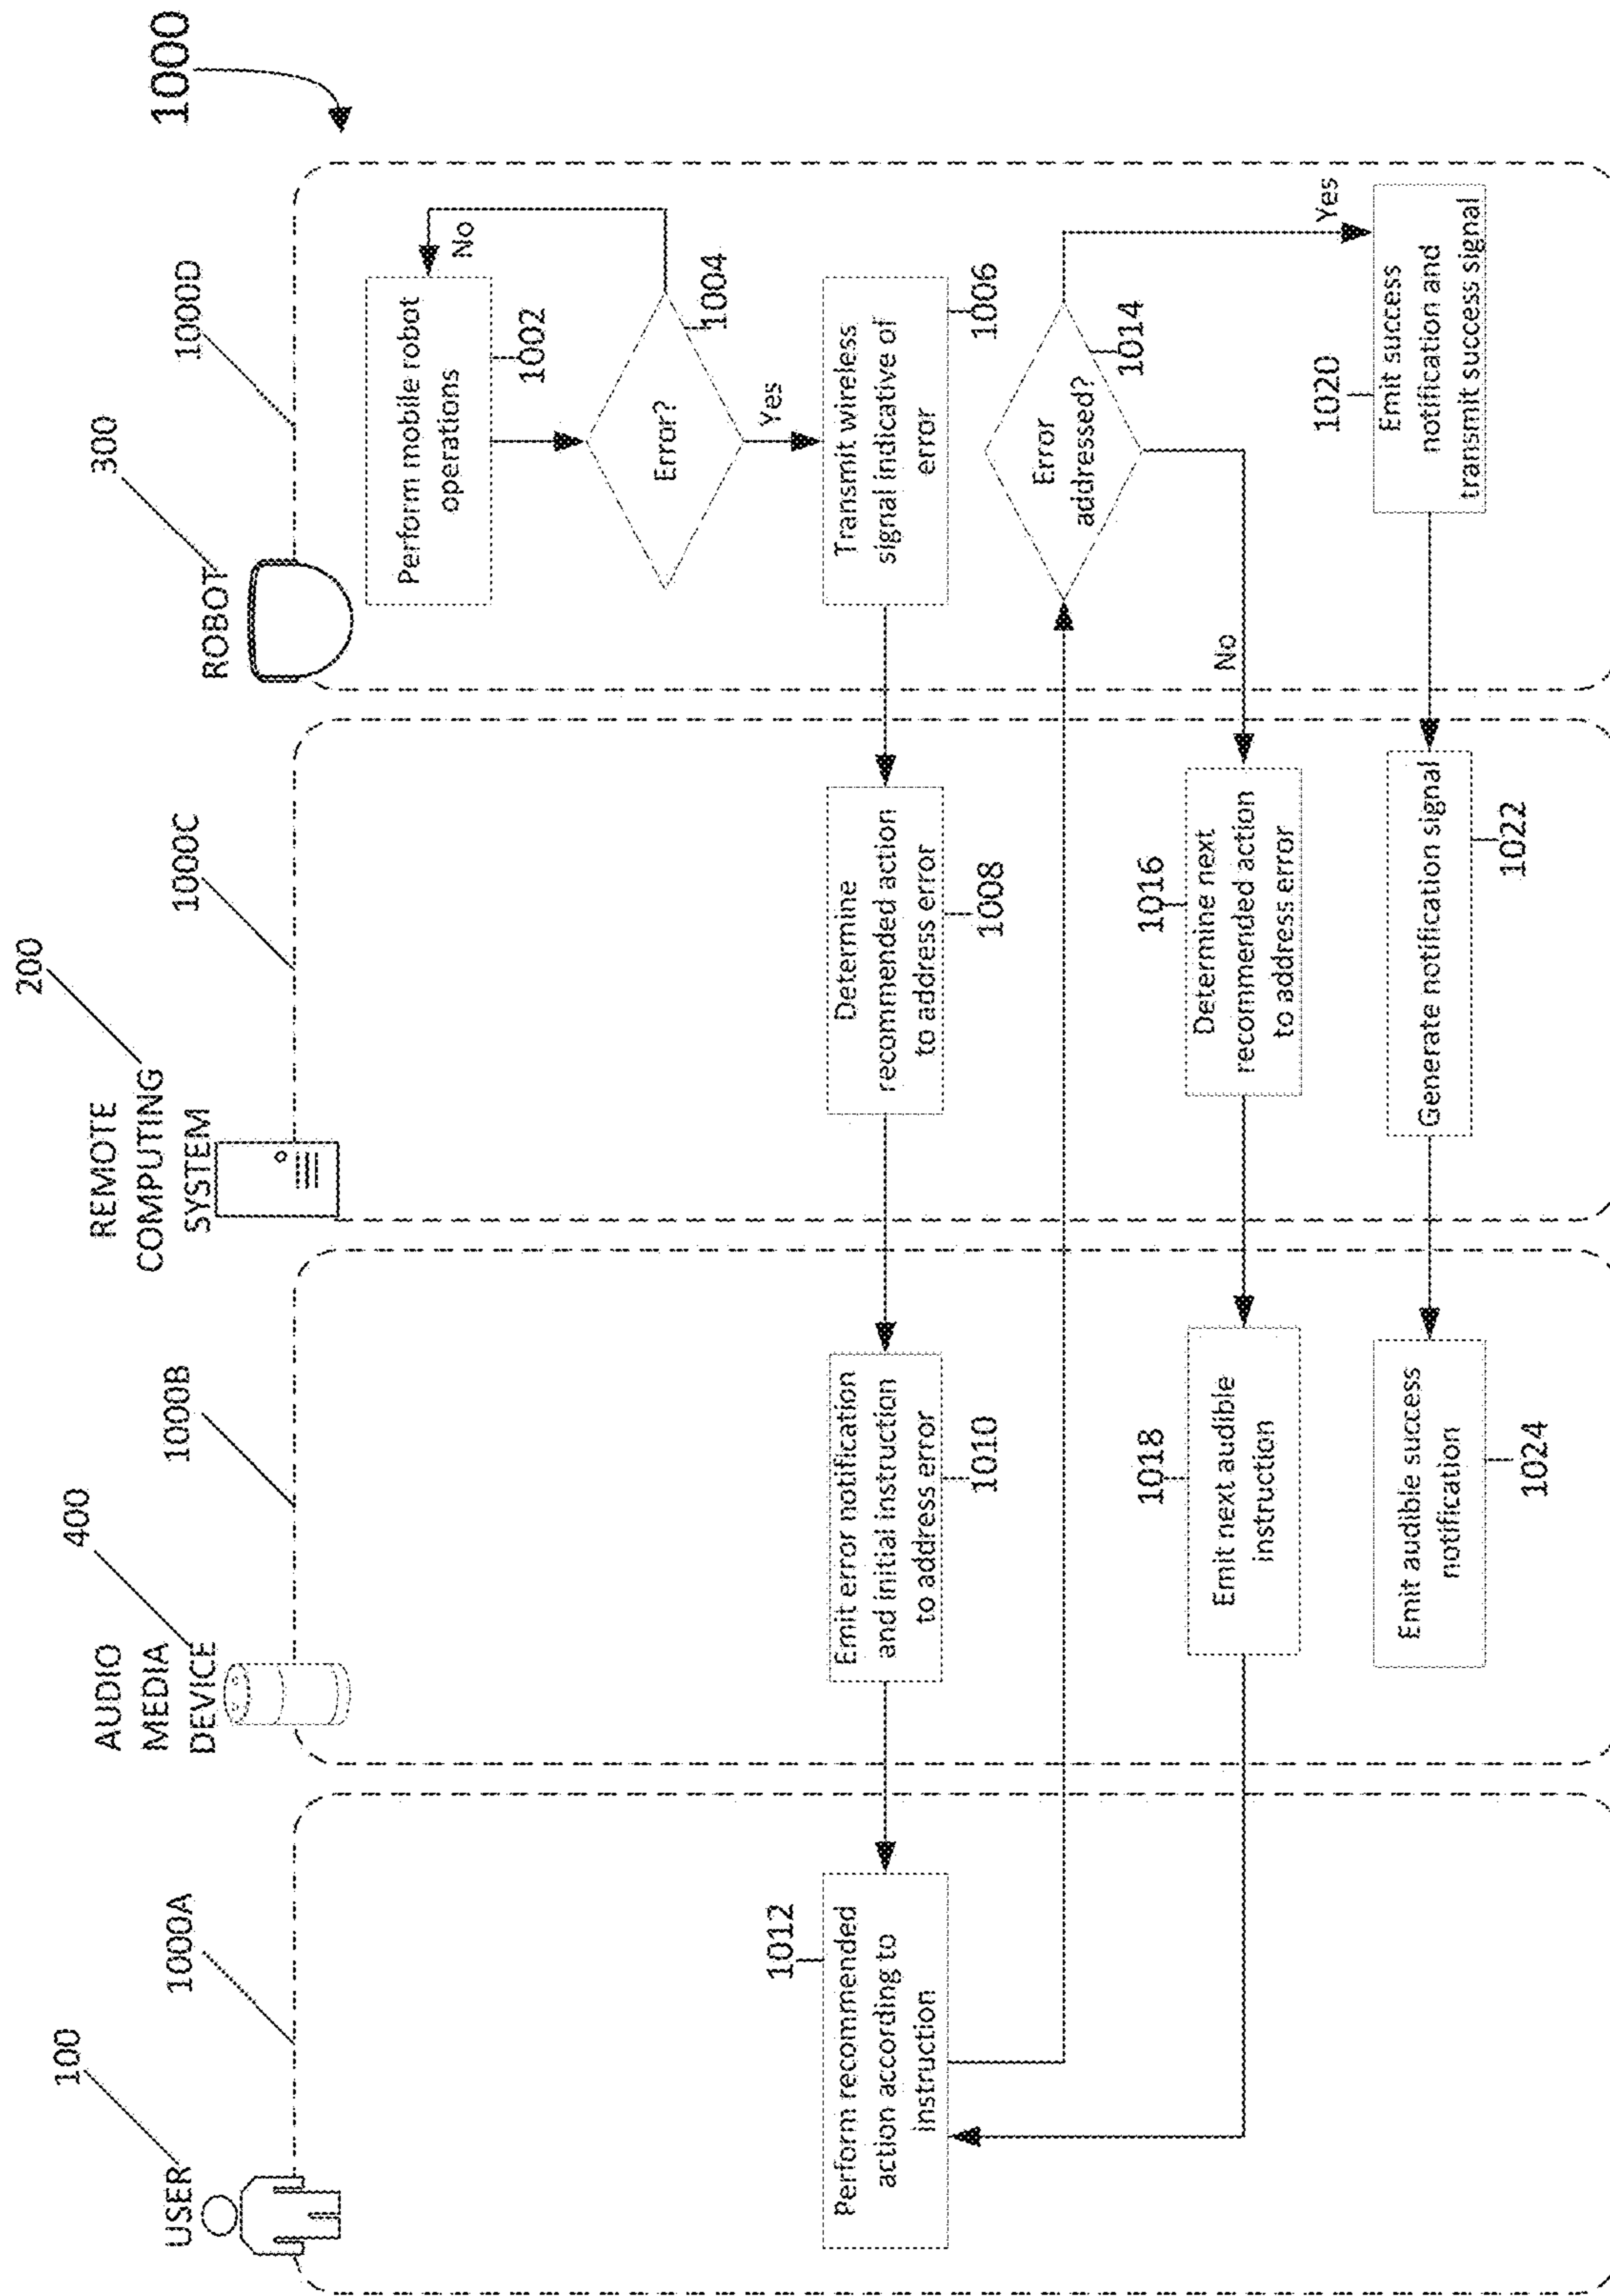 1000
USER
100
1000A
AUDIO
MEDIA
DEVICE
400
1000B
REMOTE
COMPUTING
SYSTEM
200
1000C
ROBOT
300
1000D
Perform mobile robot
operations
1002
No
Error?
1004
Yes
Transmit wireless
signal indicative of
error
1006
Determine
recommended action
to address error
1008
Emit error notification
and initial instruction
to address error
1010
1012
Perform recommended
action according to
instruction
Error
addressed?
1014
No
Yes
1016
Determine next
recommended action
to address error
1018
Emit next audible
instruction
1020
Emit success
notification and
transmit success signal
Generate notification signal
1022
Emit audible success
notification
1024